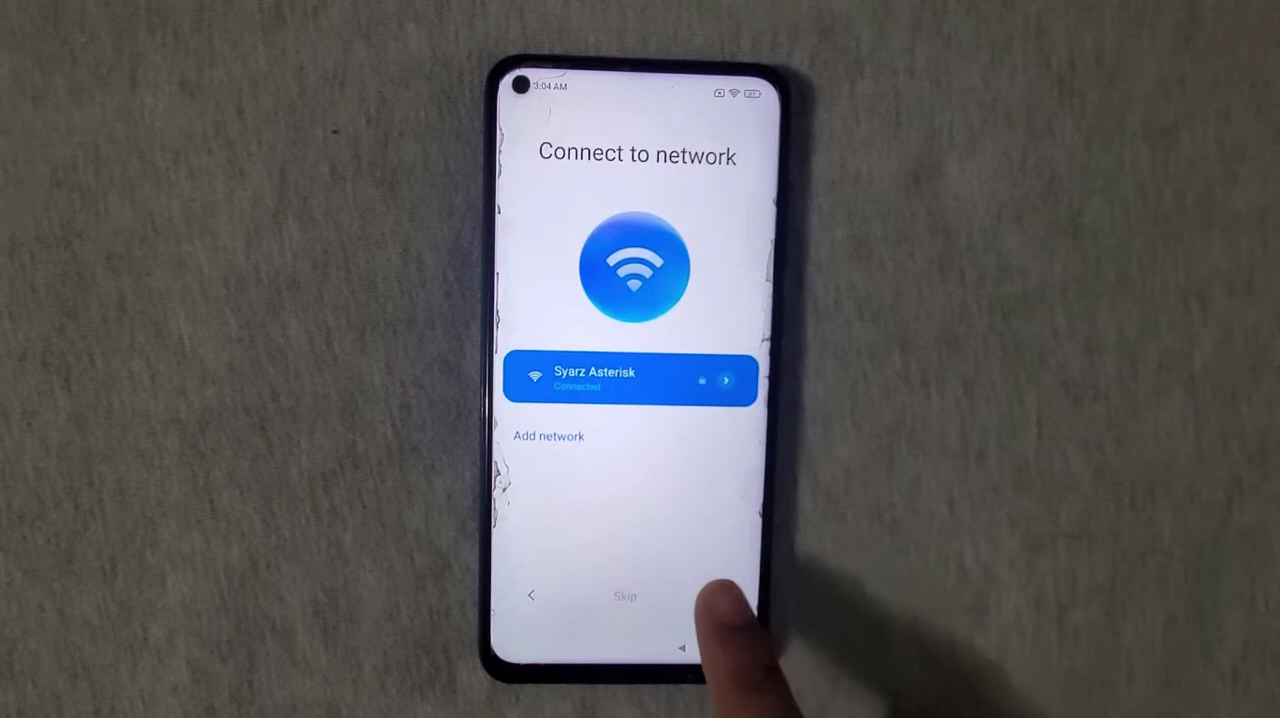 3:04 AM
Connect to network
Syarz Asterisk
Connected
Add network
Skip